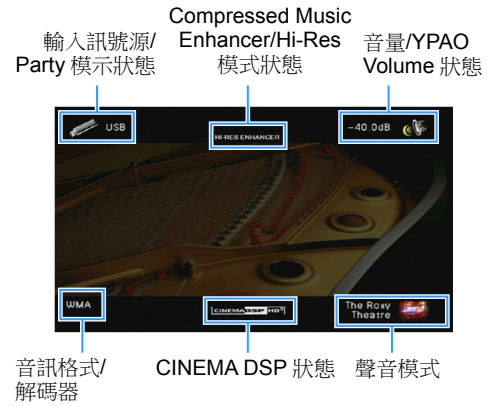 輸入訊號源/
Party 模示狀態
Compressed Music
Enhancer/Hi-Res
模式狀態
音量/YPAO
Volume 狀態
USB
HI-RES ENHANCER
-40.0dB
WMA
CINEMA DSP HD³
The Roxy
Theatre
音訊格式/
解碼器
CINEMA DSP 狀態
聲音模式